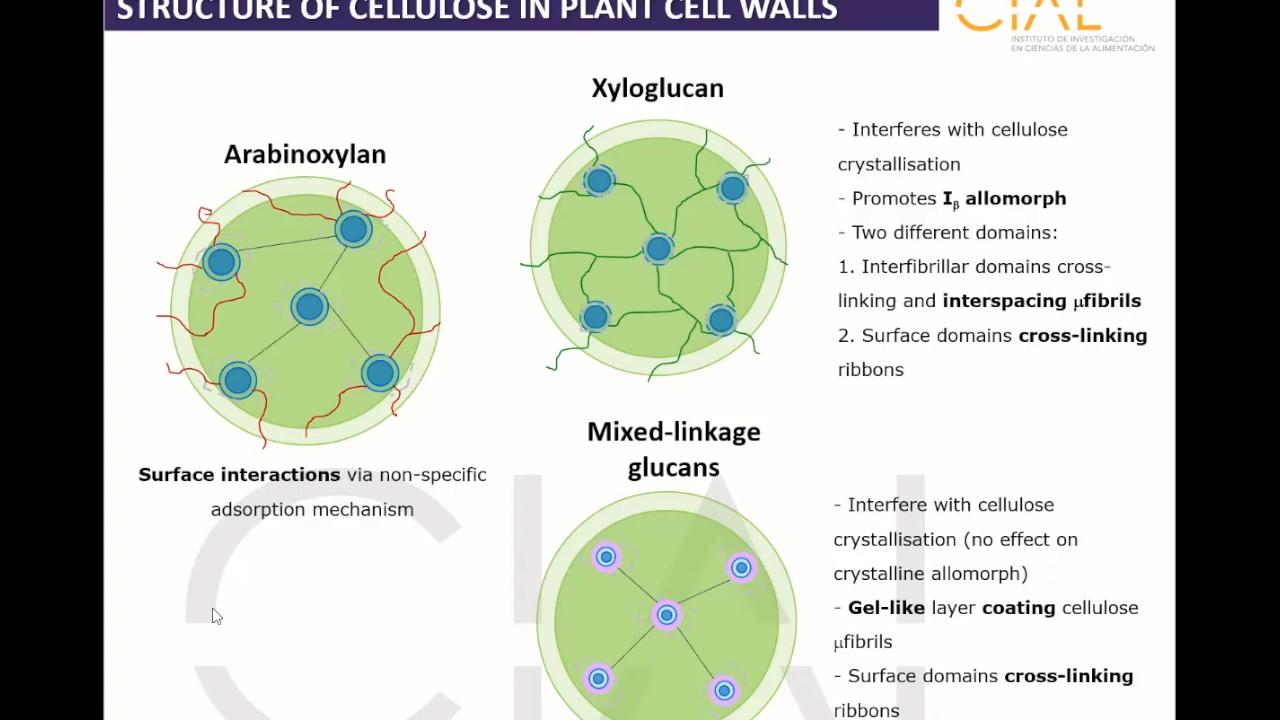 STRUCTURE OF CELLULOSE IN PLANT CELL WALLS
CIAL
INSTITUTO DE INVESTIGACIÓN
EN CIENCIAS DE LA ALIMENTACIÓN
Xyloglucan
Arabinoxylan
- Interferes with cellulose
crystallisation
- Promotes Iβ allomorph
- Two different domains:
1. Interfibrillar domains cross-
linking and interspacing μfibrils
2. Surface domains cross-linking
ribbons
Surface interactions via non-specific
adsorption mechanism
Mixed-linkage
glucans
- Interfere with cellulose
crystallisation (no effect on
crystalline allomorph)
- Gel-like layer coating cellulose
μfibrils
- Surface domains cross-linking
ribbons
CIAL